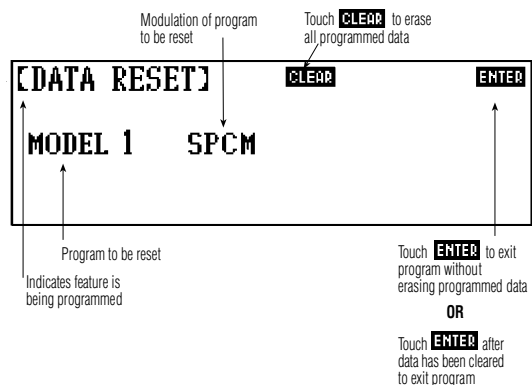 Modulation of program
to be reset
Touch CLEAR to erase
all programmed data
[DATA RESET] CLEAR ENTER
MODEL 1 SPCM
Program to be reset
Indicates feature is
being programmed
Touch ENTER to exit
program without
erasing programmed data
OR
Touch ENTER after
data has been cleared
to exit program